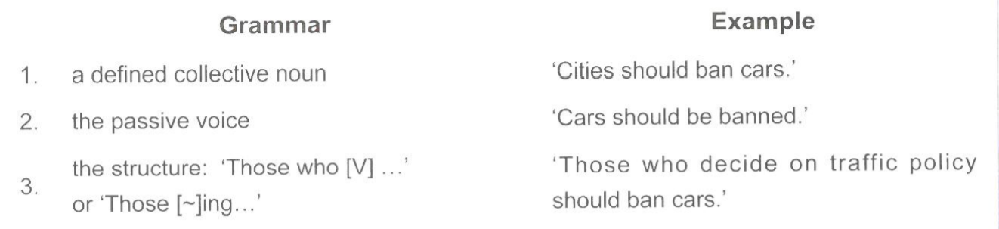 Grammar Example
1. a defined collective noun ‘Cities should ban cars.’
2. the passive voice ‘Cars should be banned.’
3. the structure: ‘Those who [V] …’ ‘Those who decide on traffic policy
or ‘Those [~]ing…’ should ban cars.’